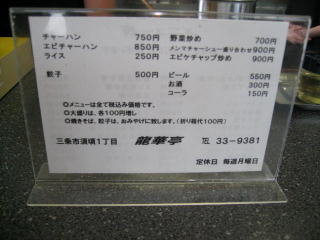 チャーハン 750円
エビチャーハン 850円
ライス 250円
餃子 500円
野菜炒め 700円
メンマチャーシュー盛り合わせ 900円
エビケチャップ炒め 900円
ビール 550円
お酒 300円
コーラ 150円
◎メニューは全て税込み価格です。
◎大盛りは、各100円増し
◎焼きそば、餃子は、おみやげに致します。(折り箱代100円)
三条市須頃1丁目 龍華亭 ℡ 33-9381
定休日 毎週月曜日